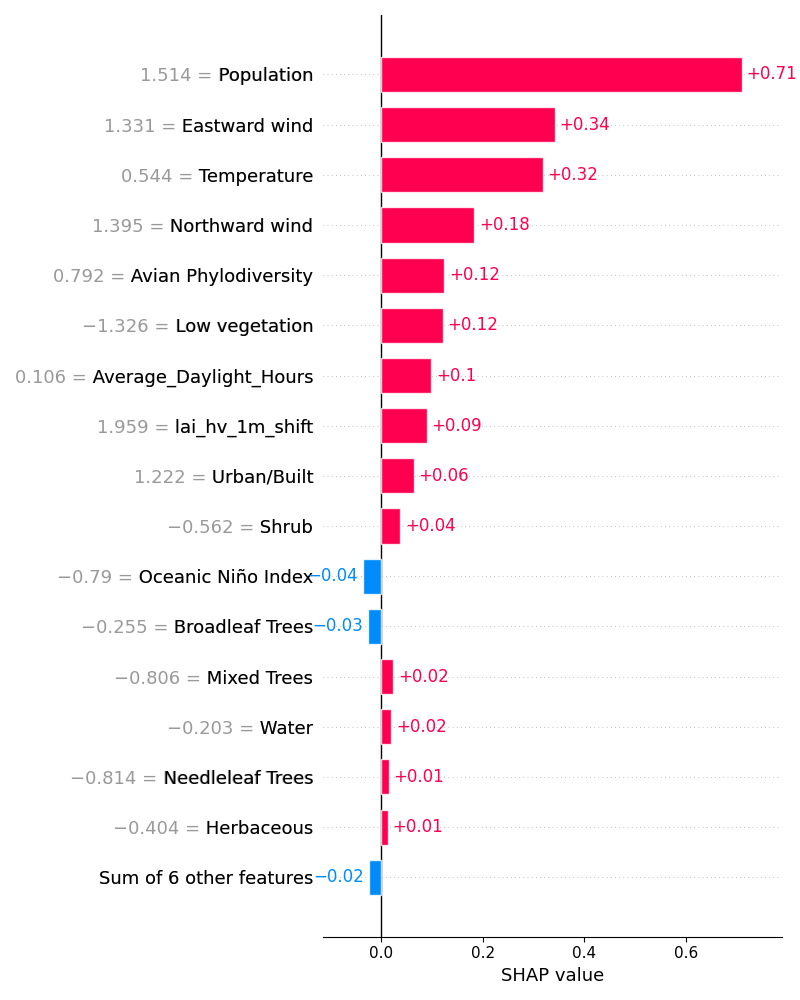 1.514 = Population +0.71
1.331 = Eastward wind +0.34
0.544 = Temperature +0.32
1.395 = Northward wind +0.18
0.792 = Avian Phylodiversity +0.12
−1.326 = Low vegetation +0.12
0.106 = Average_Daylight_Hours +0.1
1.959 = lai_hv_1m_shift +0.09
1.222 = Urban/Built +0.06
−0.562 = Shrub +0.04
−0.79 = Oceanic Niño Index −0.04
−0.255 = Broadleaf Trees −0.03
−0.806 = Mixed Trees +0.02
−0.203 = Water +0.02
−0.814 = Needleleaf Trees +0.01
−0.404 = Herbaceous +0.01
Sum of 6 other features −0.02
0.0 0.2 0.4 0.6
SHAP value